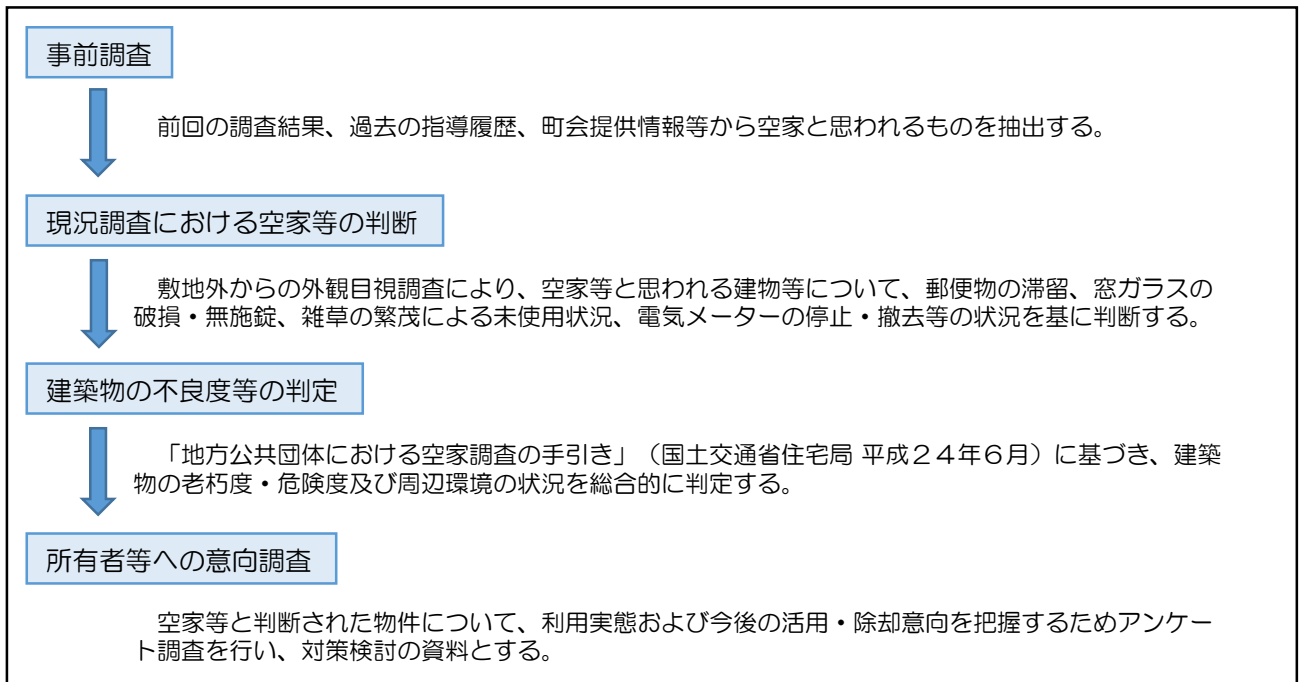 事前調査
前回の調査結果、過去の指導履歴、町会提供情報等から空家と思われるものを抽出する。
現況調査における空家等の判断
敷地外からの外観目視調査により、空家等と思われる建物等について、郵便物の滞留、窓ガラスの
破損・無施錠、雑草の繁茂による未使用状況、電気メーターの停止・撤去等の状況を基に判断する。
建築物の不良度等の判定
「地方公共団体における空家調査の手引き」（国土交通省住宅局 平成２４年６月）に基づき、建築
物の老朽度・危険度及び周辺環境の状況を総合的に判定する。
所有者等への意向調査
空家等と判断された物件について、利用実態および今後の活用・除却意向を把握するためアンケー
ト調査を行い、対策検討の資料とする。